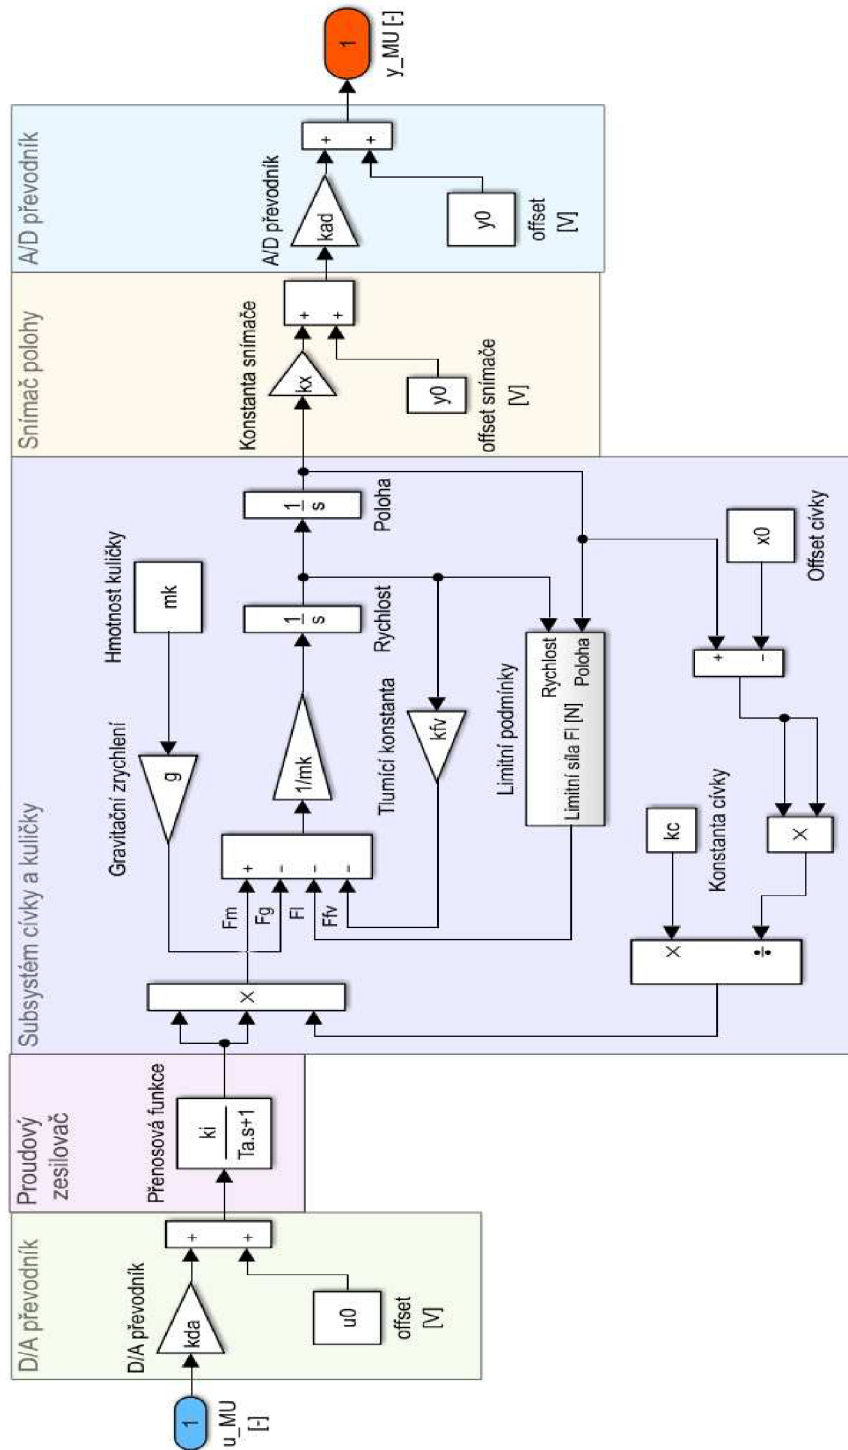 D/A převodník
Proudový
zesilovač
Subsystém cívky a kuličky
Snímač polohy
A/D převodník
1
u_MU
[-]
D/A převodník
kda
u0
offset
[V]
+
+
Přenosová funkce
ki
Ta.s+1
X
Fm
Fg
Fl
Ffv
+
−
−
−
Gravitační zrychlení
g
Hmotnost kuličky
mk
1/mk
1
s
Rychlost
1
s
Poloha
Tlumící konstanta
kfv
Limitní podmínky
Rychlost
Poloha
Limitní síla Fl [N]
kc
Konstanta cívky
X
÷
X
+
−
x0
Offset cívky
Konstanta snímače
kx
+
+
y0
offset snímače
[V]
A/D převodník
kad
+
+
y0
offset
[V]
1
y_MU [-]